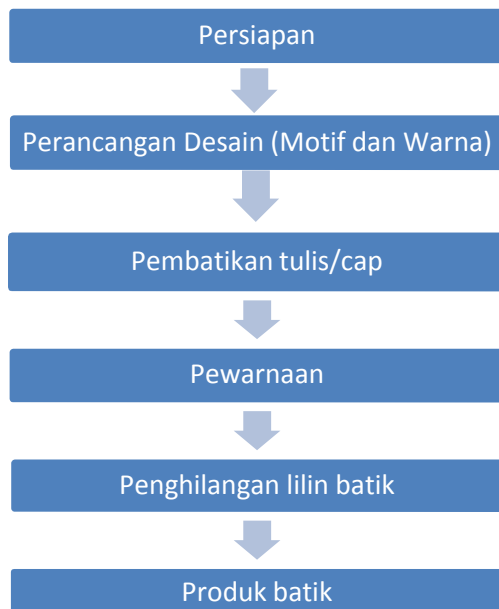 Persiapan
Perancangan Desain (Motif dan Warna)
Pembatikan tulis/cap
Pewarnaan
Penghilangan lilin batik
Produk batik